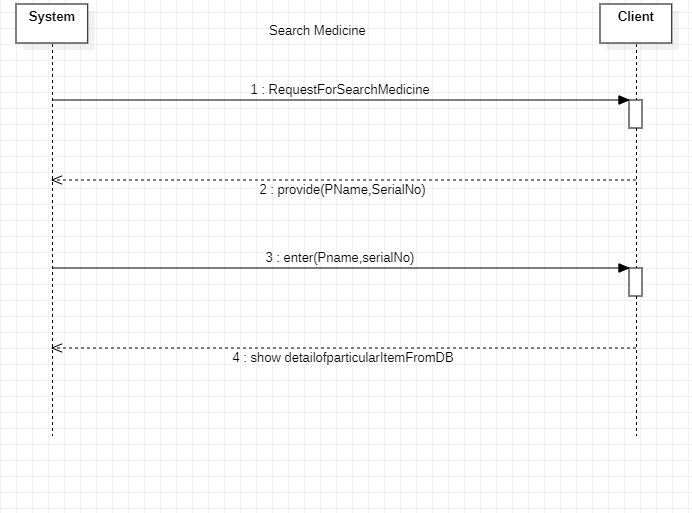 System
Client
Search Medicine
1 : RequestForSearchMedicine
2 : provide(PName,SerialNo)
3 : enter(Pname,serialNo)
4 : show detailofparticularItemFromDB